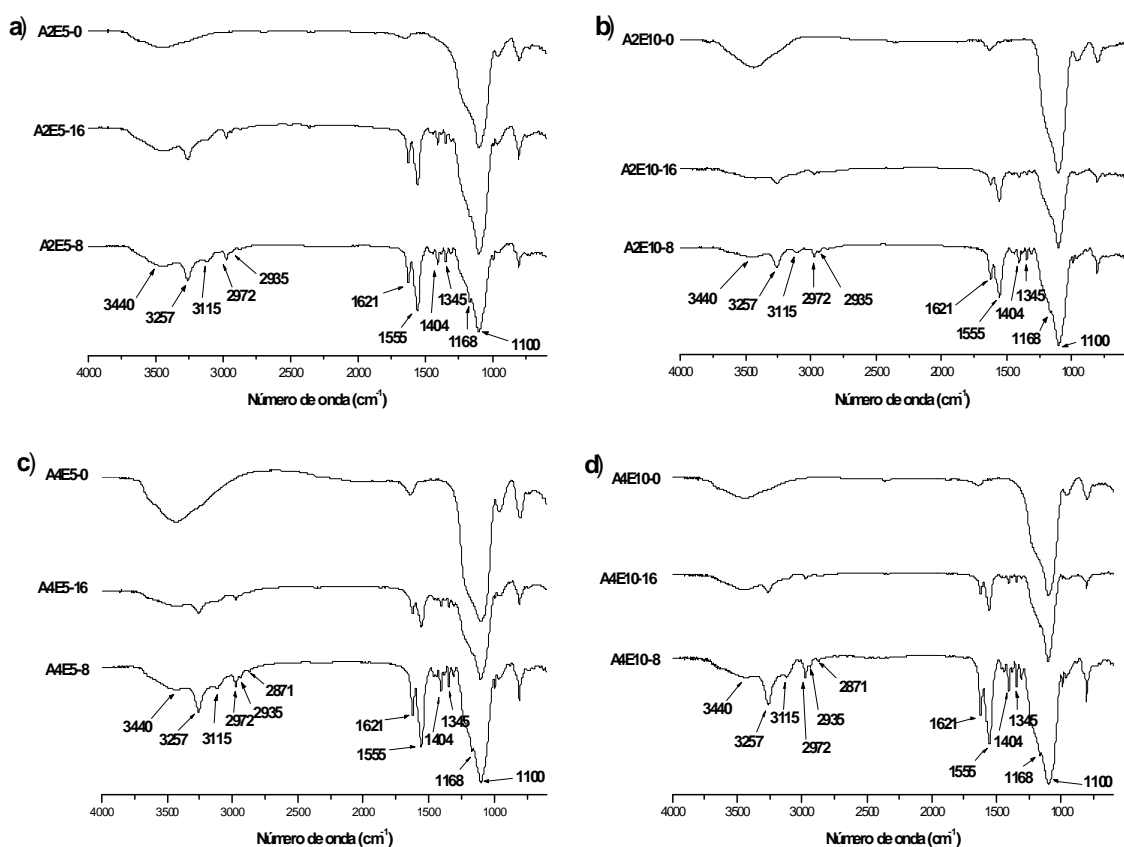 a)
A2E5-0
A2E5-16
A2E5-8
3440
3257
3115
2972
2935
1621
1555
1404
1345
1168
1100
4000 3500 3000 2500 2000 1500 1000
Número de onda (cm-1)
b)
A2E10-0
A2E10-16
A2E10-8
3440
3257
3115
2972
2935
1621
1555
1404
1345
1168
1100
4000 3500 3000 2500 2000 1500 1000
Número de onda (cm-1)
c)
A4E5-0
A4E5-16
A4E5-8
3440
3257
3115
2972
2935
2871
1621
1555
1404
1345
1168
1100
4000 3500 3000 2500 2000 1500 1000
Número de onda (cm-1)
d)
A4E10-0
A4E10-16
A4E10-8
3440
3257
3115
2972
2935
2871
1621
1555
1404
1345
1168
1100
4000 3500 3000 2500 2000 1500 1000
Número de onda (cm-1)